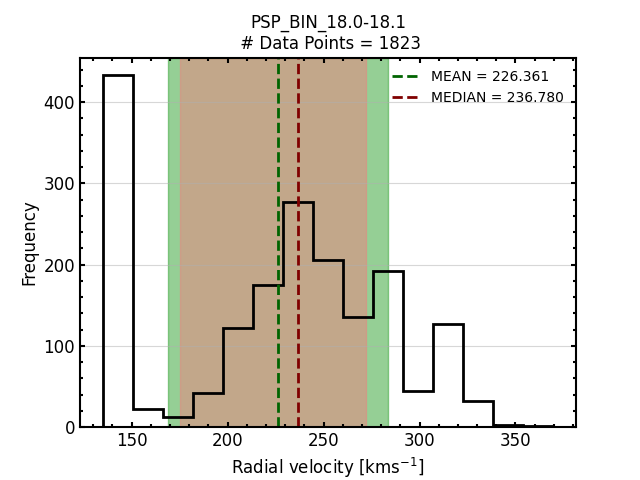 PSP_BIN_18.0-18.1
# Data Points = 1823
MEAN = 226.361
MEDIAN = 236.780
Frequency
400
300
200
100
0
150 200 250 300 350
Radial velocity [kms⁻¹]